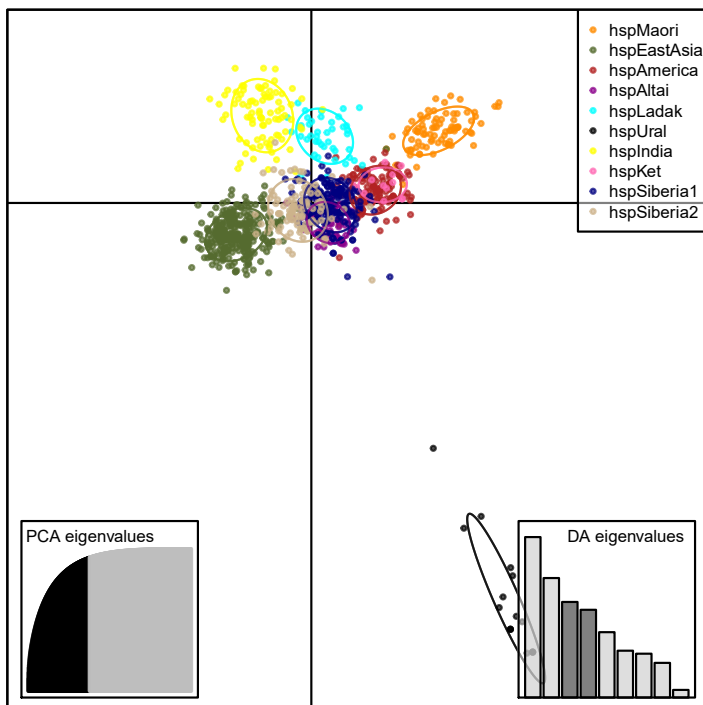 hspMaori
hspEastAsia
hspAmerica
hspAltai
hspLadak
hspUral
hspIndia
hspKet
hspSiberia1
hspSiberia2
PCA eigenvalues
DA eigenvalues